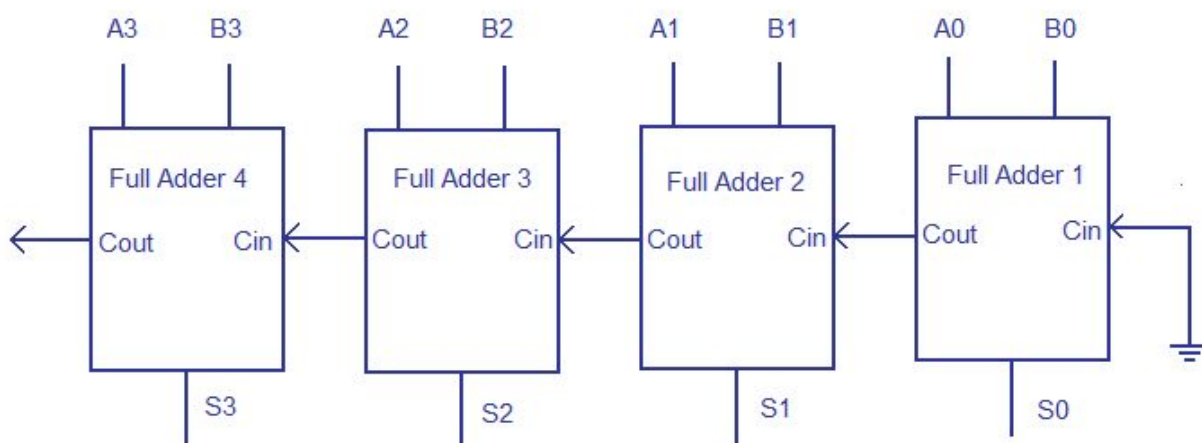 A3 B3 A2 B2 A1 B1 A0 B0
Full Adder 4 Full Adder 3 Full Adder 2 Full Adder 1
Cout Cin Cout Cin Cout Cin Cout Cin
S3 S2 S1 S0